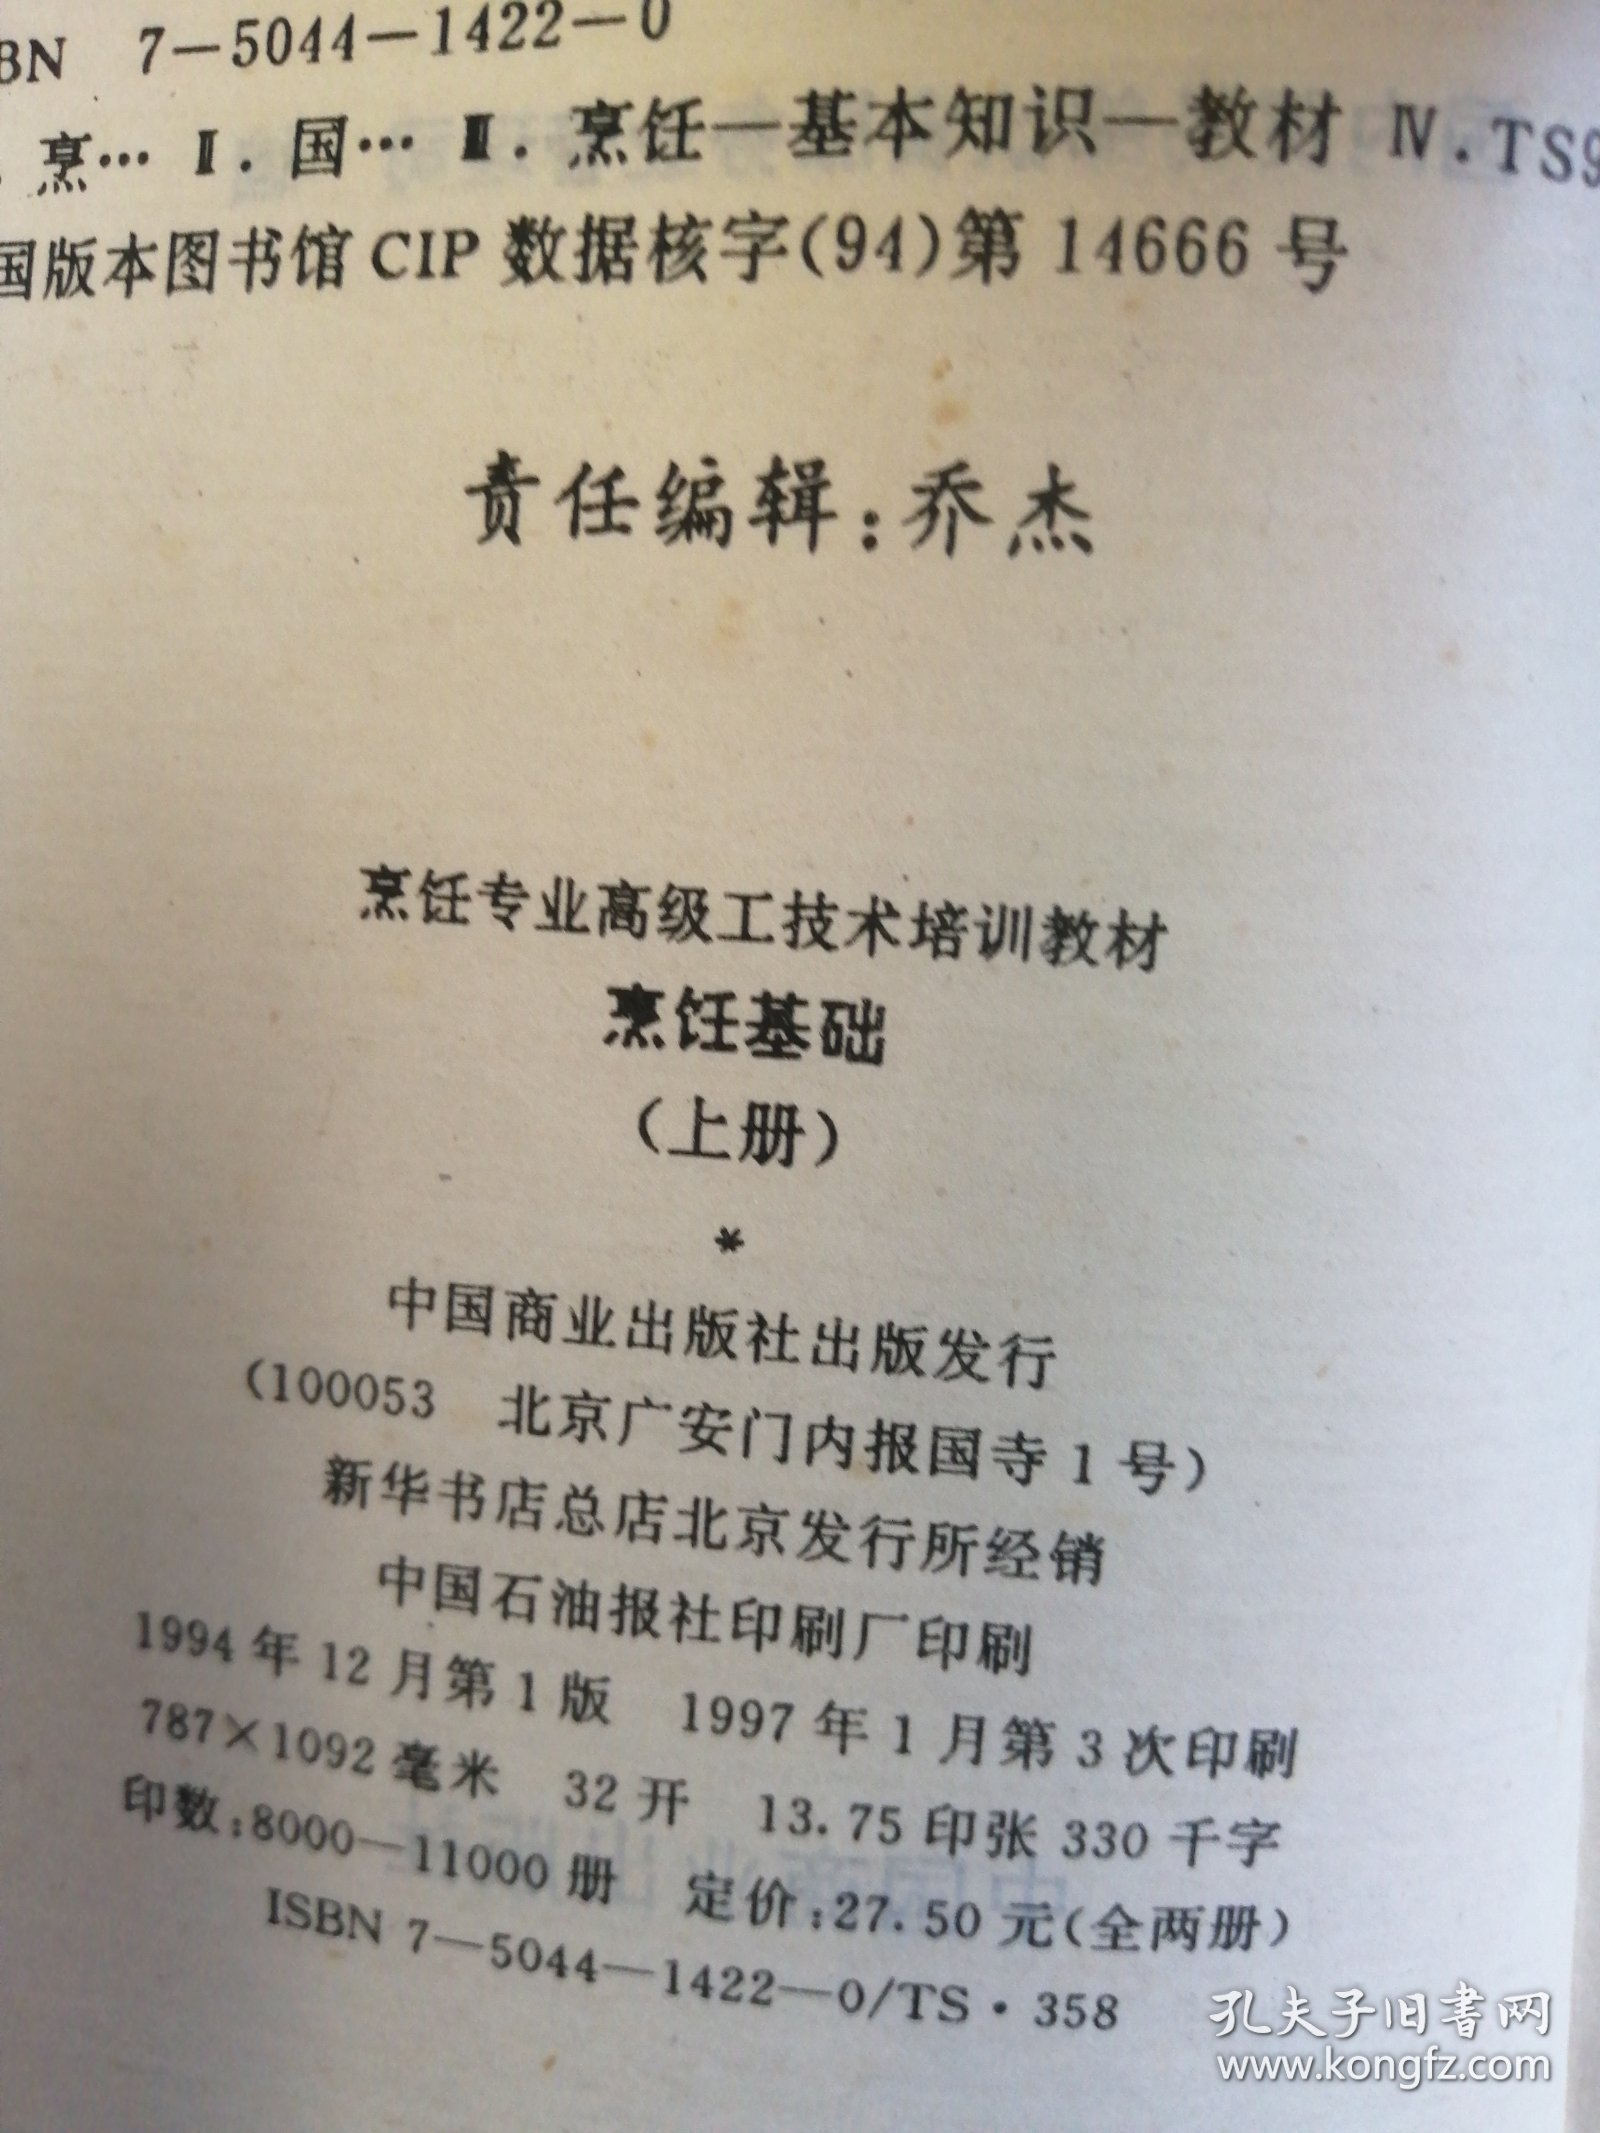 BN 7—5044—1422—0
. 烹… Ⅱ. 国… Ⅲ. 烹饪—基本知识—教材 Ⅳ. TS9
国版本图书馆 CIP 数据核字(94)第 14666 号
责任编辑:乔杰
烹饪专业高级工技术培训教材
烹饪基础
(上册)
*
中国商业出版社出版发行
(100053 北京广安门内报国寺 1 号)
新华书店总店北京发行所经销
中国石油报社印刷厂印刷
1994 年 12 月第 1 版 1997 年 1 月第 3 次印刷
787×1092 毫米 32 开 13.75 印张 330 千字
印数:8000—11000 册 定价:27.50 元(全两册)
ISBN 7—5044—1422—0/TS·358
孔夫子旧书网
www.kongfz.com